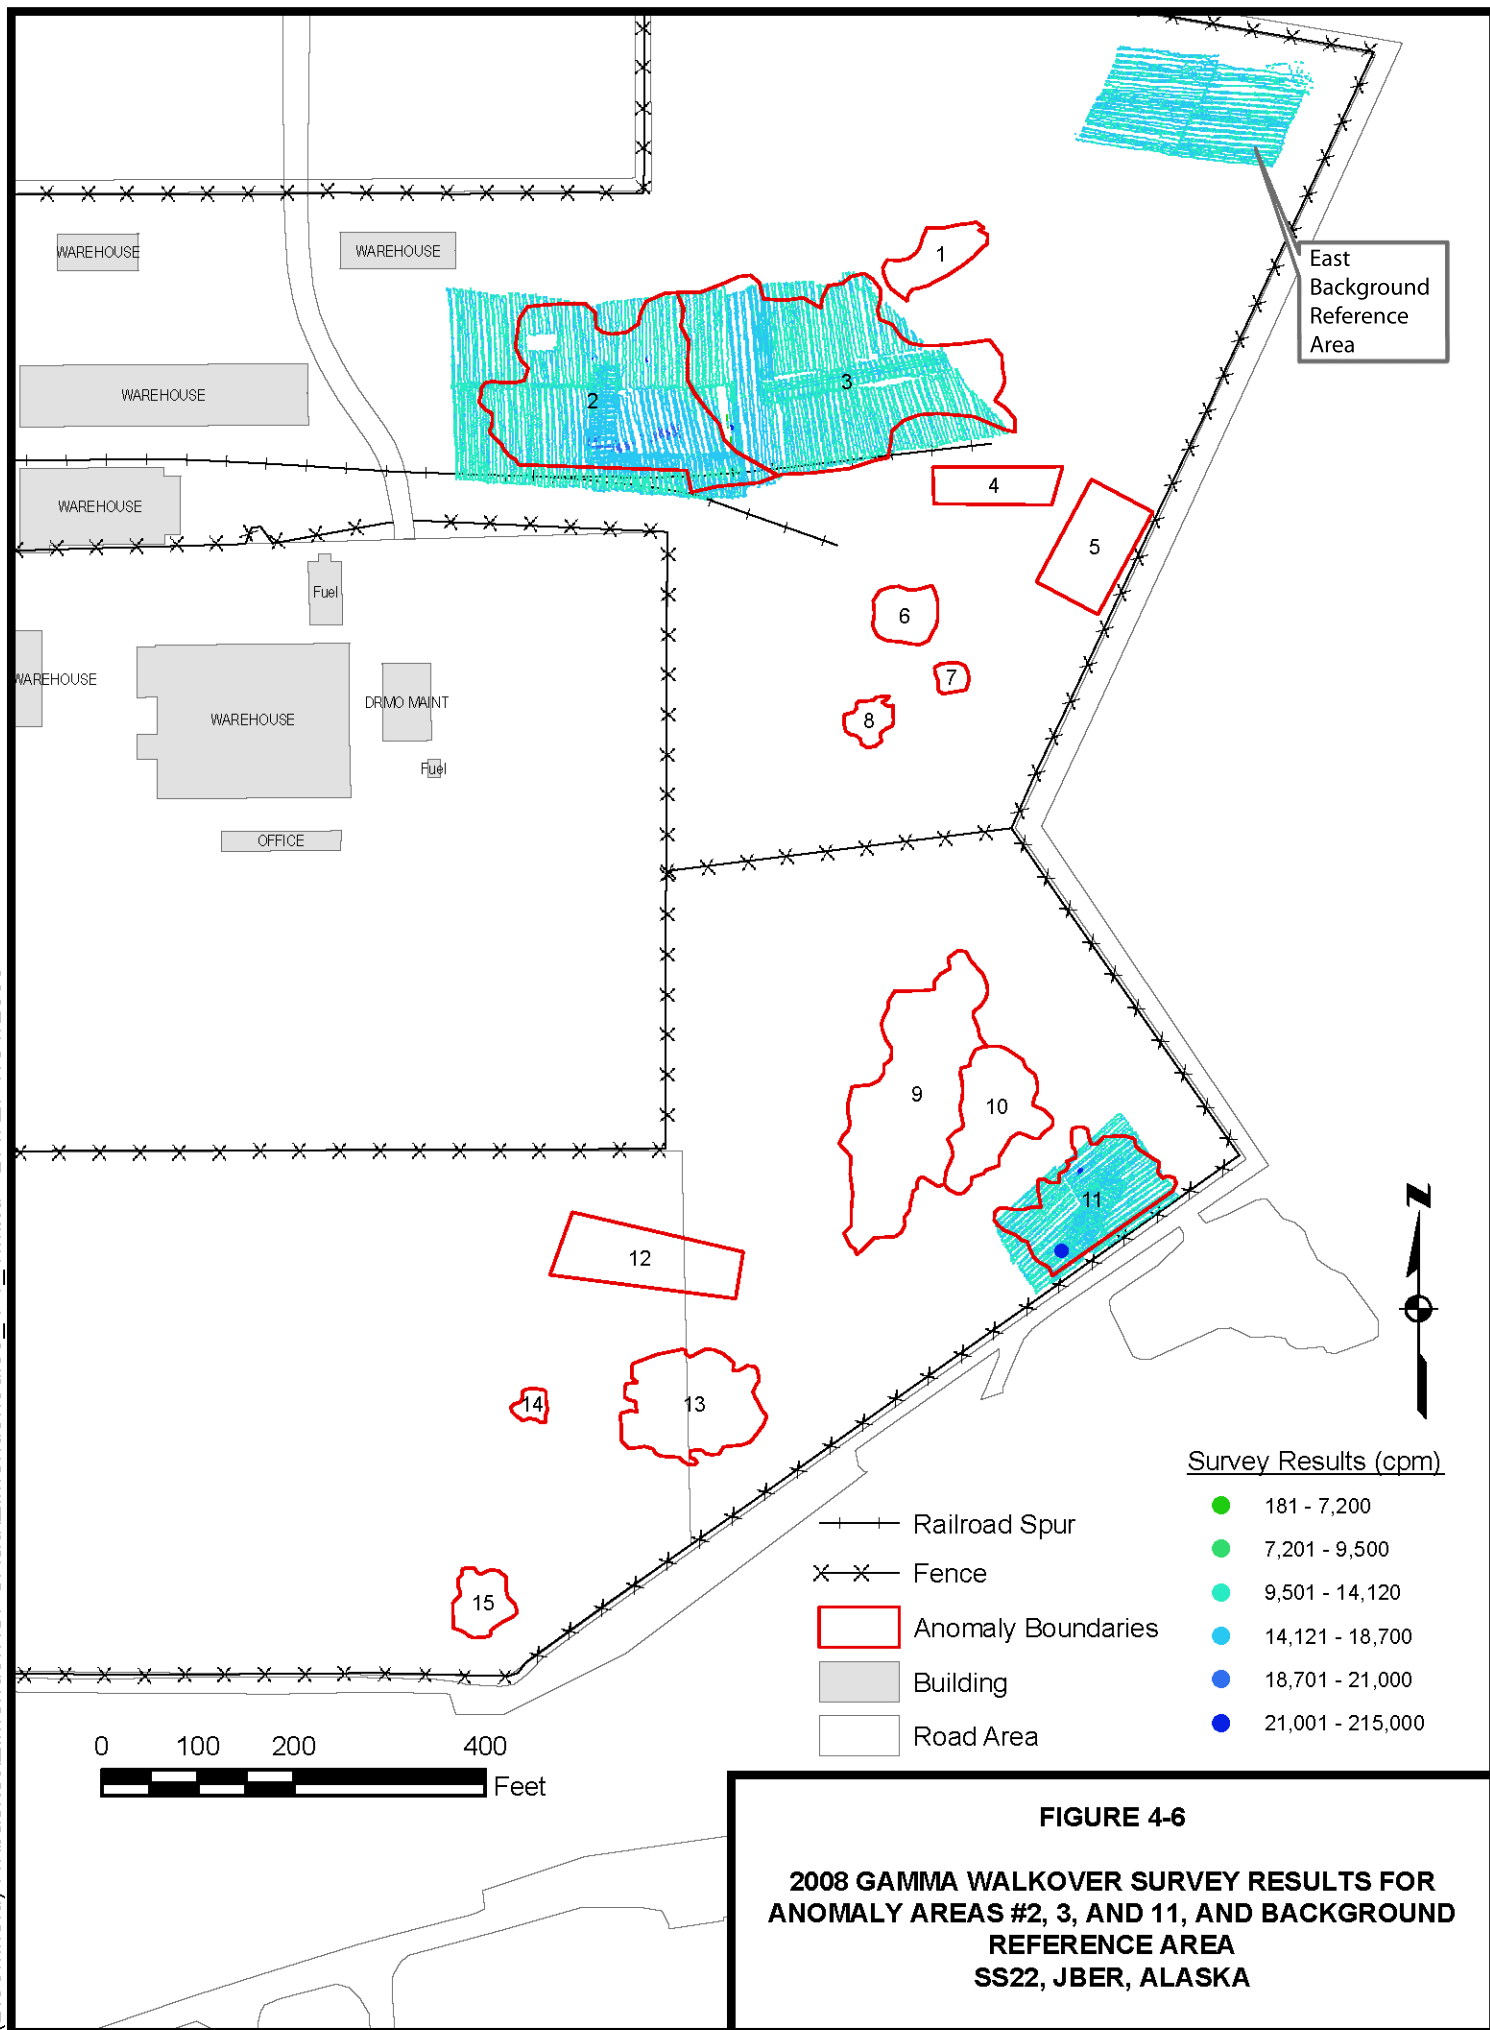 East
Background
Reference
Area
WAREHOUSE
WAREHOUSE
1
2
3
WAREHOUSE
WAREHOUSE
4
5
Fuel
6
7
8
WAREHOUSE
WAREHOUSE
DRMO MAINT
Fuel
OFFICE
9
10
11
12
13
14
15
N
Survey Results (cpm)
181 - 7,200
7,201 - 9,500
9,501 - 14,120
14,121 - 18,700
18,701 - 21,000
21,001 - 215,000
Railroad Spur
Fence
Anomaly Boundaries
Building
Road Area
0 100 200 400
Feet
FIGURE 4-6
2008 GAMMA WALKOVER SURVEY RESULTS FOR
ANOMALY AREAS #2, 3, AND 11, AND BACKGROUND
REFERENCE AREA
SS22, JBER, ALASKA